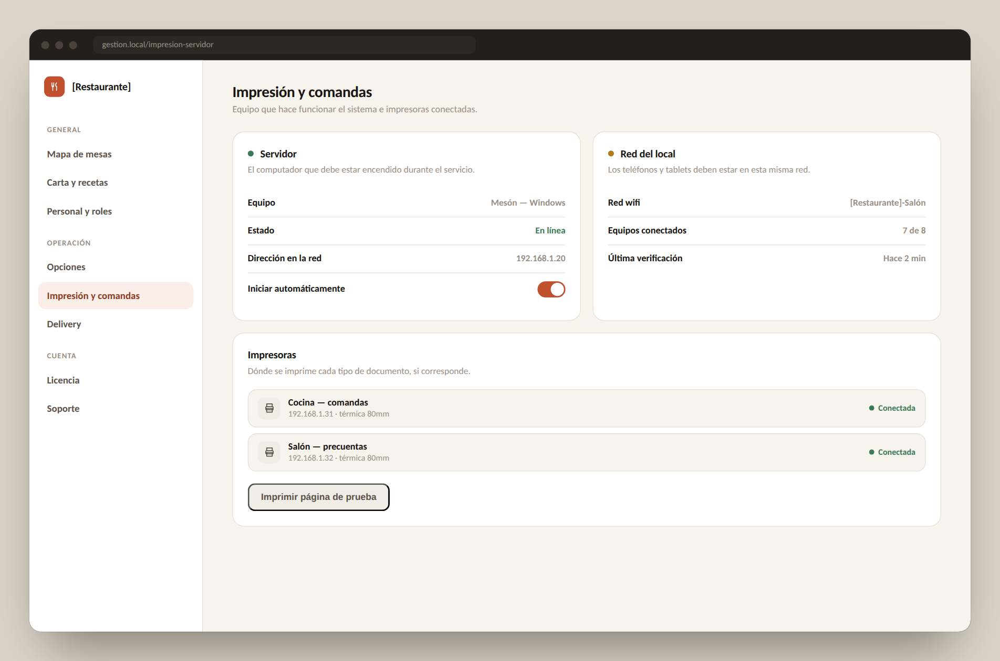 gestion.local/impresion-servidor
[Restaurante]
GENERAL
Mapa de mesas
Carta y recetas
Personal y roles
OPERACIÓN
Opciones
Impresión y comandas
Delivery
CUENTA
Licencia
Soporte
Impresión y comandas
Equipo que hace funcionar el sistema e impresoras conectadas.
Servidor
El computador que debe estar encendido durante el servicio.
Equipo Mesón — Windows
Estado En línea
Dirección en la red 192.168.1.20
Iniciar automáticamente
Red del local
Los teléfonos y tablets deben estar en esta misma red.
Red wifi [Restaurante]-Salón
Equipos conectados 7 de 8
Última verificación Hace 2 min
Impresoras
Dónde se imprime cada tipo de documento, si corresponde.
Cocina — comandas
192.168.1.31 · térmica 80mm
Conectada
Salón — precuentas
192.168.1.32 · térmica 80mm
Conectada
Imprimir página de prueba